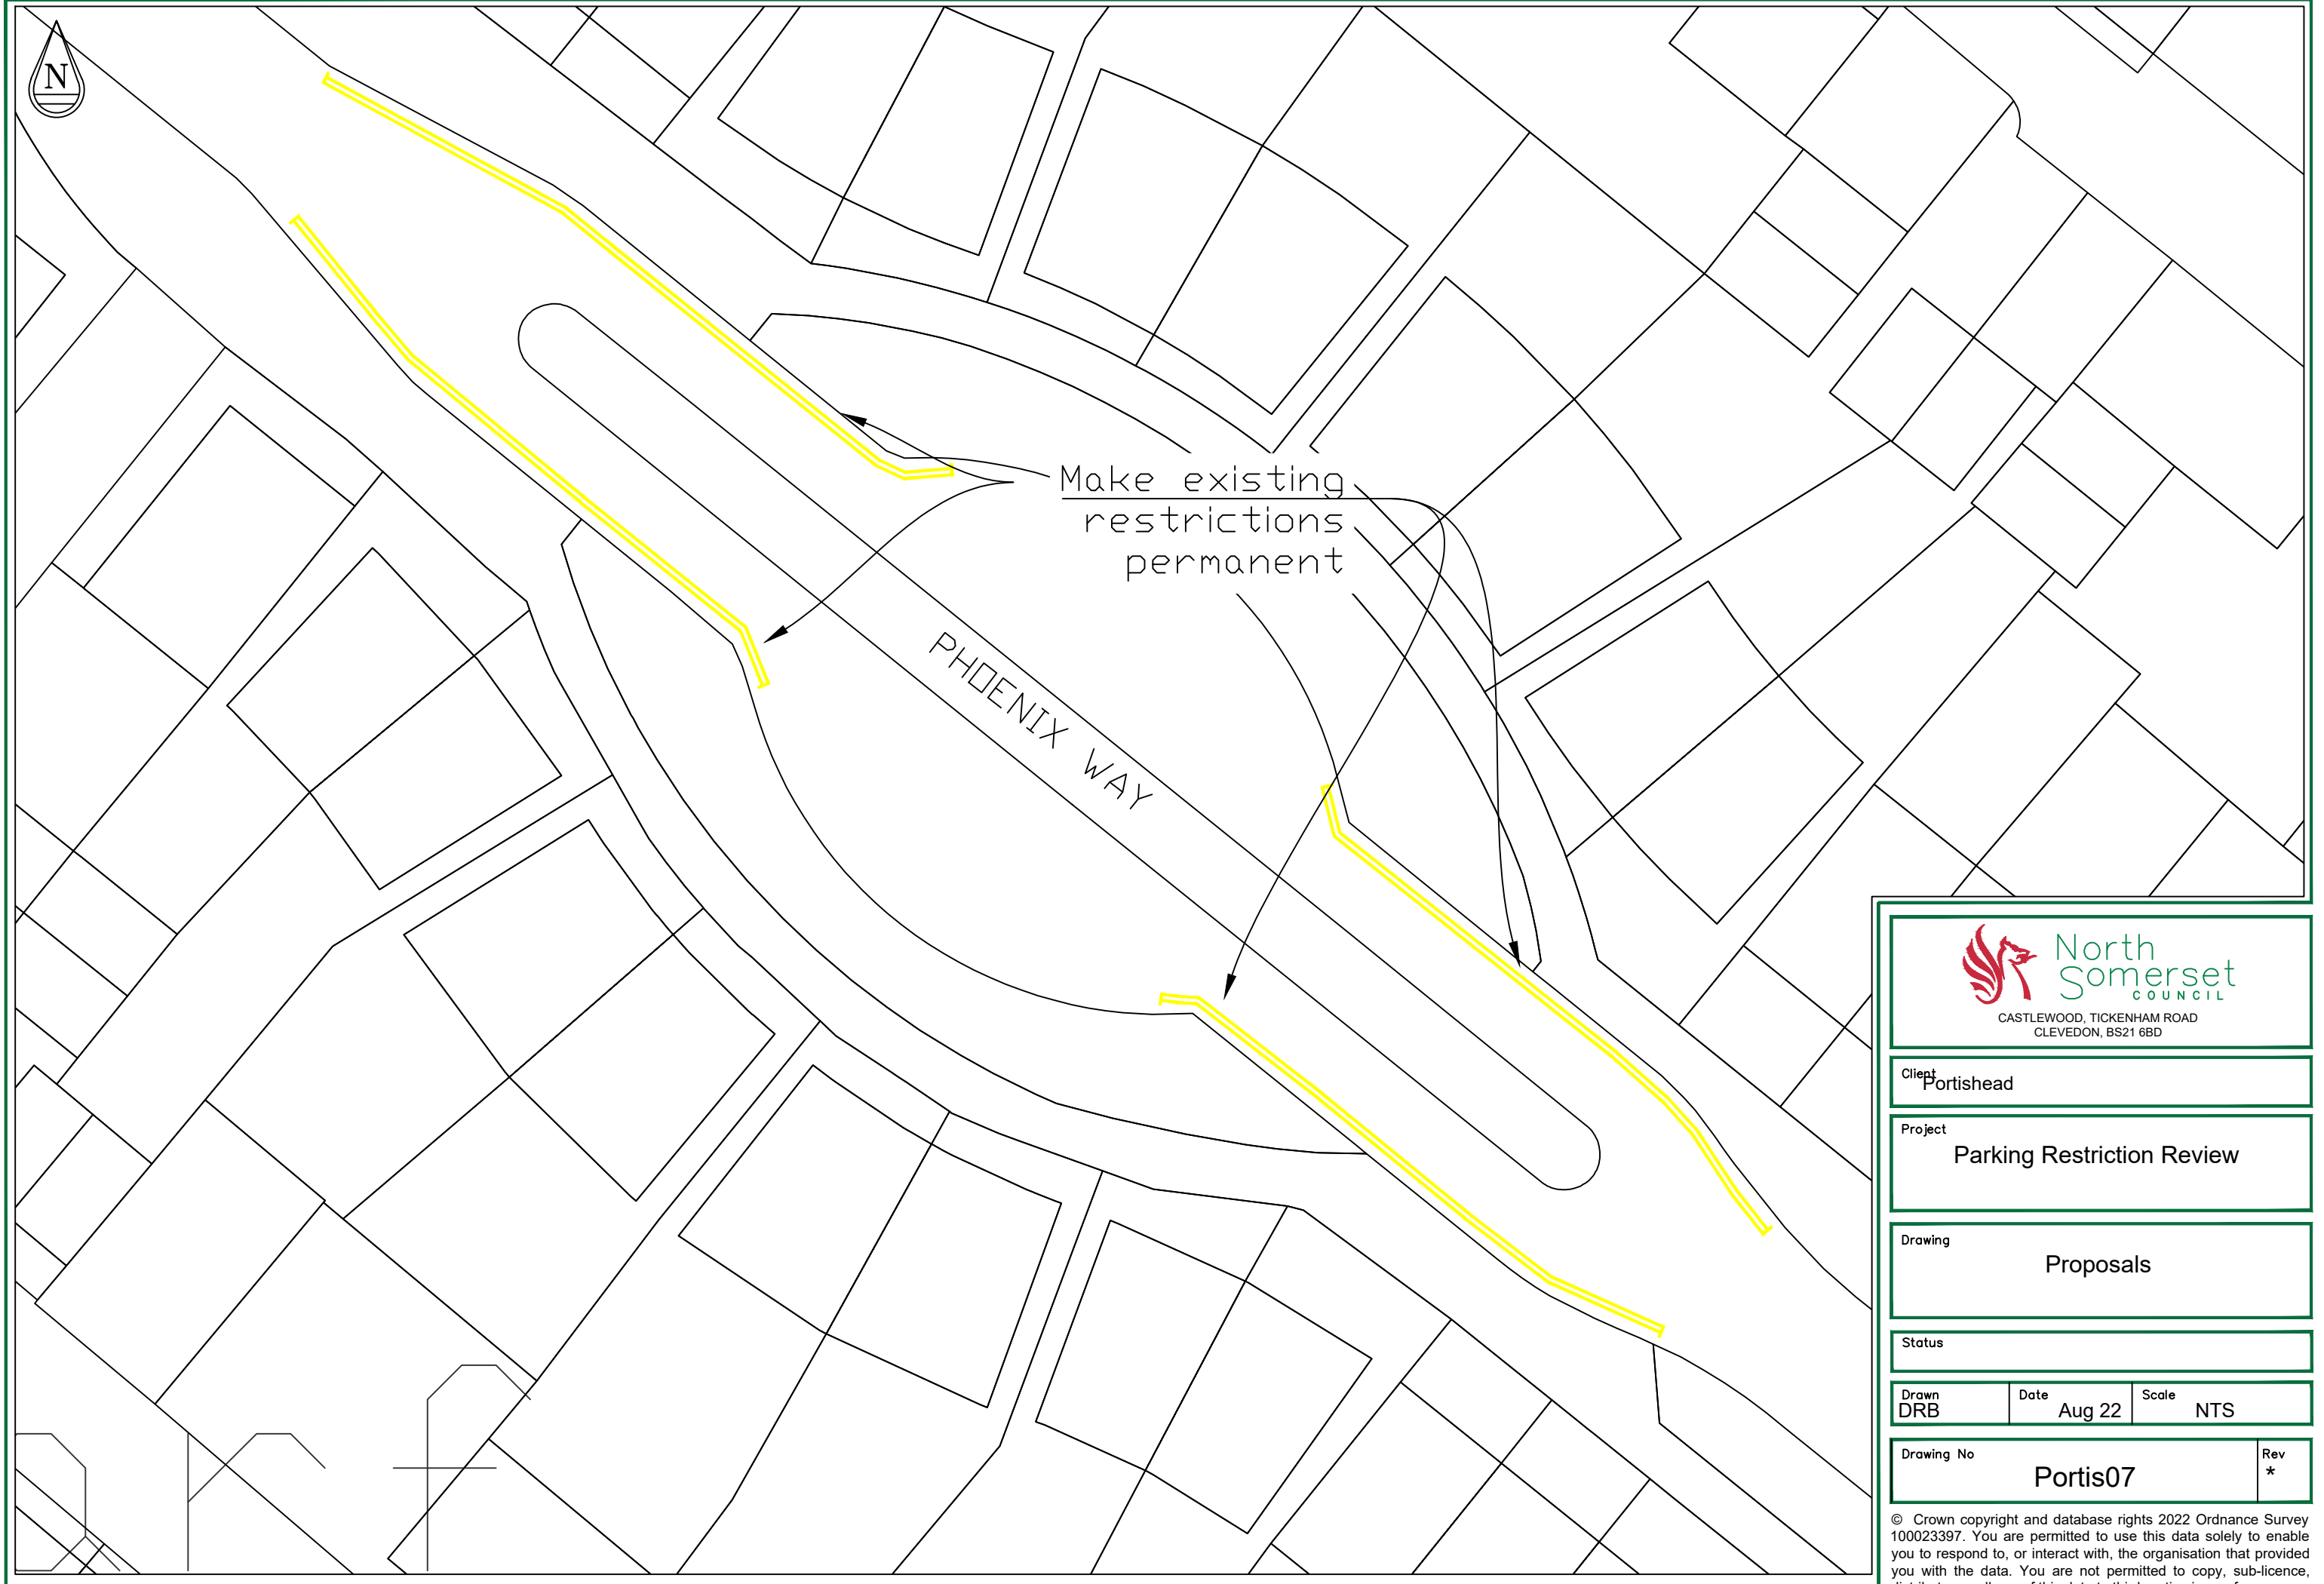 N
Make existing
restrictions
permanent
PHOENIX WAY
North
Somerset
COUNCIL
CASTLEWOOD, TICKENHAM ROAD
CLEVEDON, BS21 6BD
Client
Portishead
Project
Parking Restriction Review
Drawing
Proposals
Status
Drawn
DRB
Date
Aug 22
Scale
NTS
Drawing No
Portis07
Rev
*
© Crown copyright and database rights 2022 Ordnance Survey
100023397. You are permitted to use this data solely to enable
you to respond to, or interact with, the organisation that provided
you with the data. You are not permitted to copy, sub-licence,